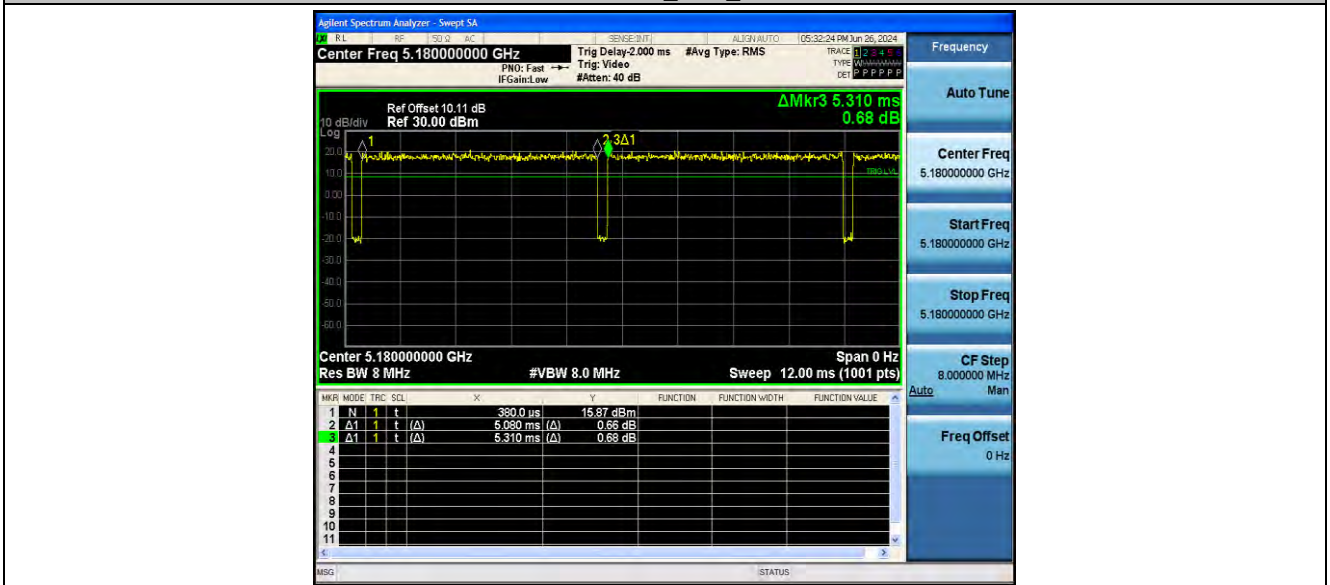 Agilent Spectrum Analyzer - Swept SA
RL RF 50 Ω AC SENSE:INT ALIGN AUTO 05:32:24 PM Jun 26, 2024
Center Freq 5.180000000 GHz
PNO: Fast
IFGain:Low
Trig Delay-2.000 ms
Trig: Video
#Atten: 40 dB
#Avg Type: RMS
TRACE 1 2 3 4 5 6
TYPE W
DET P P P P P P
Ref Offset 10.11 dB
Ref 30.00 dBm
10 dB/div
Log
ΔMkr3 5.310 ms
0.68 dB
1
2 3Δ1
TRIG LVL
20.0
10.0
0.00
-10.0
-20.0
-30.0
-40.0
-50.0
-60.0
Center 5.180000000 GHz Span 0 Hz
Res BW 8 MHz #VBW 8.0 MHz Sweep 12.00 ms (1001 pts)
MKR MODE TRC SCL X Y FUNCTION FUNCTION WIDTH FUNCTION VALUE
1 N 1 t 380.0 us 15.87 dBm
2 Δ1 1 t (Δ) 5.080 ms (Δ) 0.66 dB
3 Δ1 1 t (Δ) 5.310 ms (Δ) 0.68 dB
4
5
6
7
8
9
10
11
MSG STATUS
Frequency
Auto Tune
Center Freq
5.180000000 GHz
Start Freq
5.180000000 GHz
Stop Freq
5.180000000 GHz
CF Step
8.000000 MHz
Auto Man
Freq Offset
0 Hz